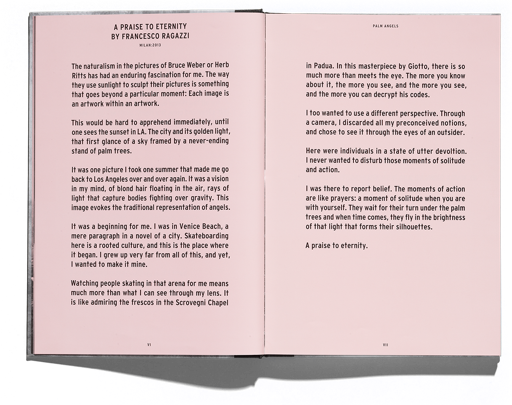 A PRAISE TO ETERNITY
BY FRANCESCO RAGAZZI
MILAN 2013
The naturalism in the pictures of Bruce Weber or Herb
Ritts has had an enduring fascination for me. The way
they use sunlight to sculpt their pictures is something
that goes beyond a particular moment: Each image is
an artwork within an artwork.
This would be hard to apprehend immediately, until
one sees the sunset in LA. The city and its golden light,
that first glance of a sky framed by a never-ending
stand of palm trees.
It was one picture I took one summer that made me go
back to Los Angeles over and over again. It was a vision
in my mind, of blond hair floating in the air, rays of
light that capture bodies fighting over gravity. This
image evokes the traditional representation of angels.
It was a beginning for me. I was in Venice Beach, a
mere paragraph in a novel of a city. Skateboarding
here is a rooted culture, and this is the place where
it began. I grew up very far from all of this, and yet,
I wanted to make it mine.
Watching people skating in that arena for me means
much more than what I can see through my lens. It
is like admiring the frescos in the Scrovegni Chapel
VI
PALM ANGELS
in Padua. In this masterpiece by Giotto, there is so
much more than meets the eye. The more you know
about it, the more you see, and the more you see,
and the more you can decrypt his codes.
I too wanted to use a different perspective. Through
a camera, I discarded all my preconceived notions,
and chose to see it through the eyes of an outsider.
Here were individuals in a state of utter devoltion.
I never wanted to disturb those moments of solitude
and action.
I was there to report belief. The moments of action
are like prayers: a moment of solitude when you are
with yourself. They wait for their turn under the palm
trees and when time comes, they fly in the brightness
of that light that forms their silhouettes.
A praise to eternity.
VII